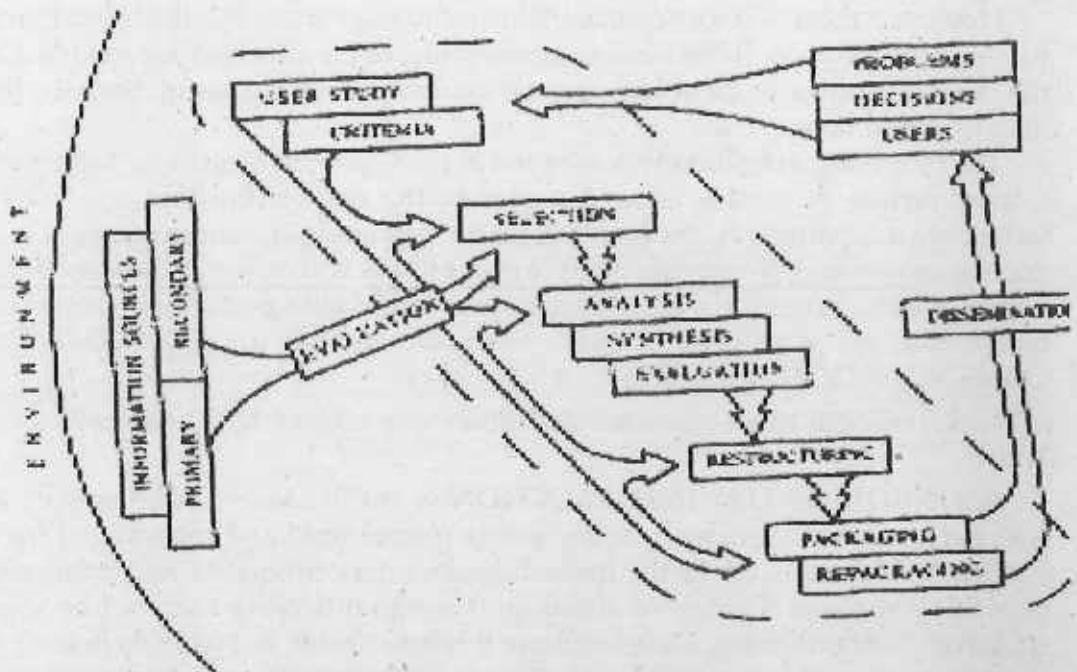 PROBLEMS
DECISIONS
USERS
USER STUDY
CRITERIA
SELECTION
ENVIRONMENT
INFORMATION SOURCES
SECONDARY
PRIMARY
EVALUATION
ANALYSIS
SYNTHESIS
EVALUATION
DISSEMINATIO
RESTRUCTURING
PACKAGING
REPACKAGING